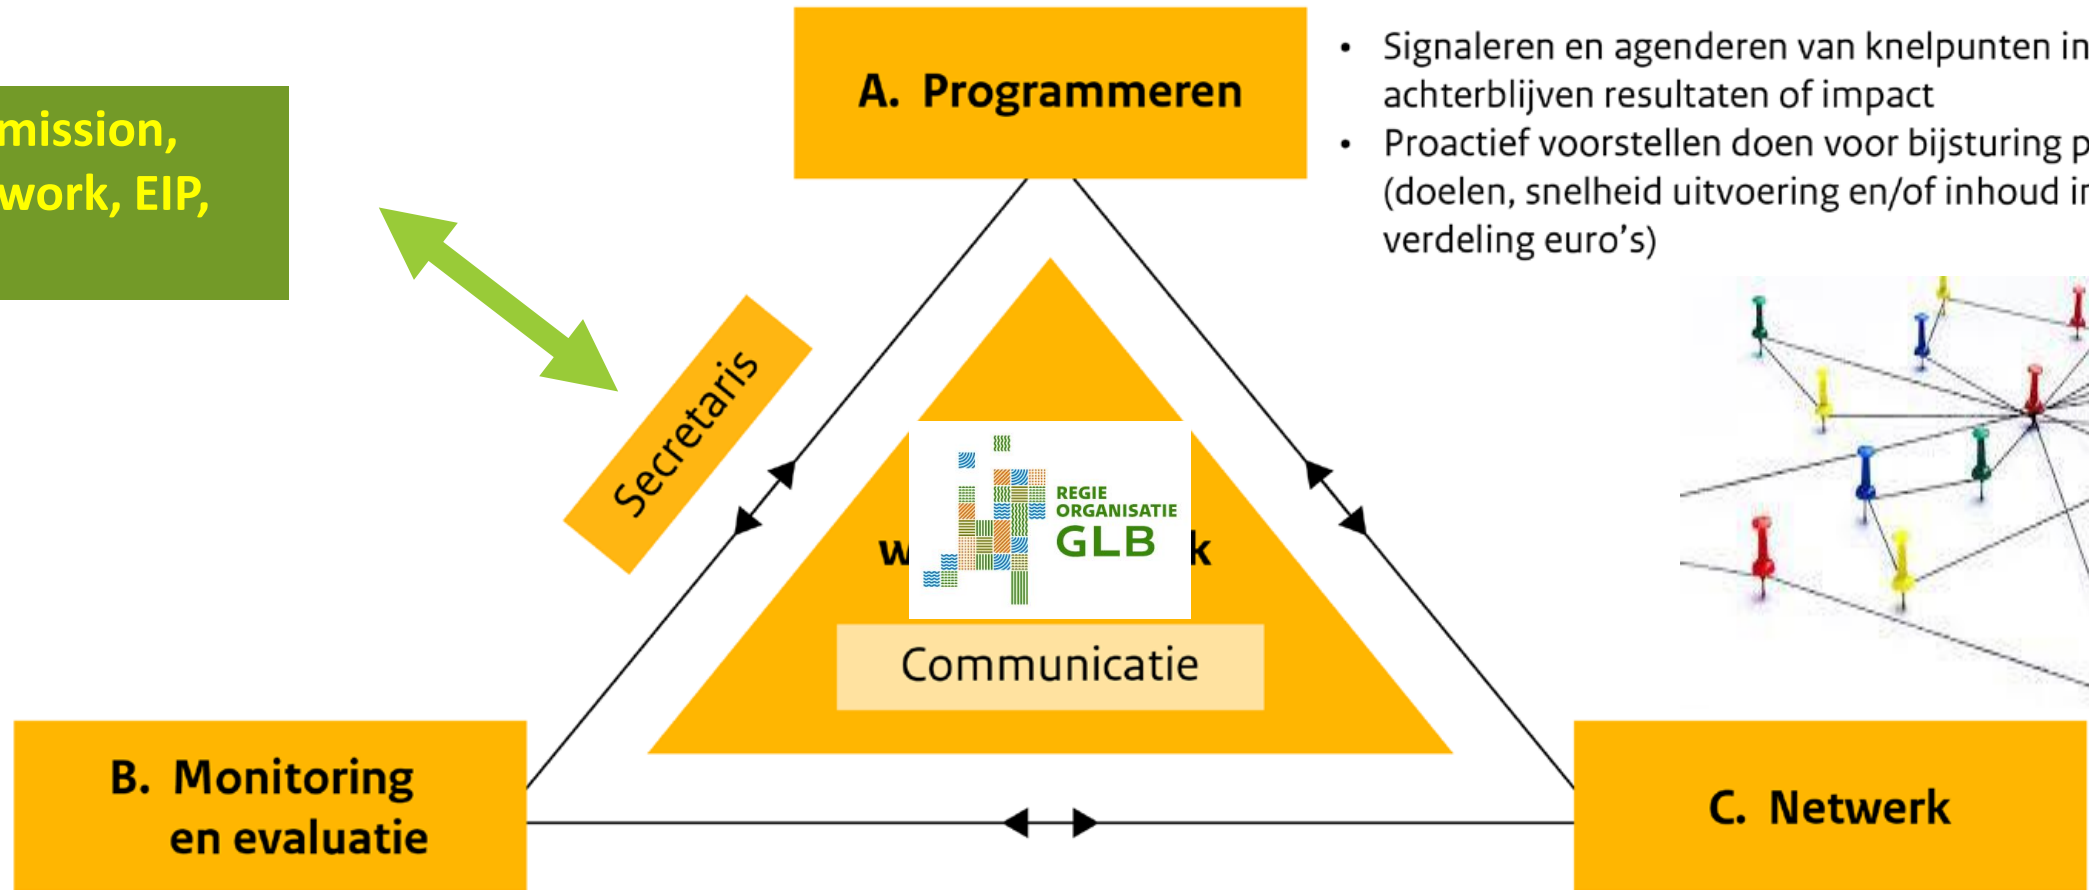 A. Programmeren
• Signaleren en agenderen van knelpunten in
achterblijven resultaten of impact
• Proactief voorstellen doen voor bijsturing
(doelen, snelheid uitvoering en/of inhoud
verdeling euro’s)
work, EIP,
Secretaris
REGIE
ORGANISATIE
GLB
Communicatie
B. Monitoring
en evaluatie
C. Netwerk